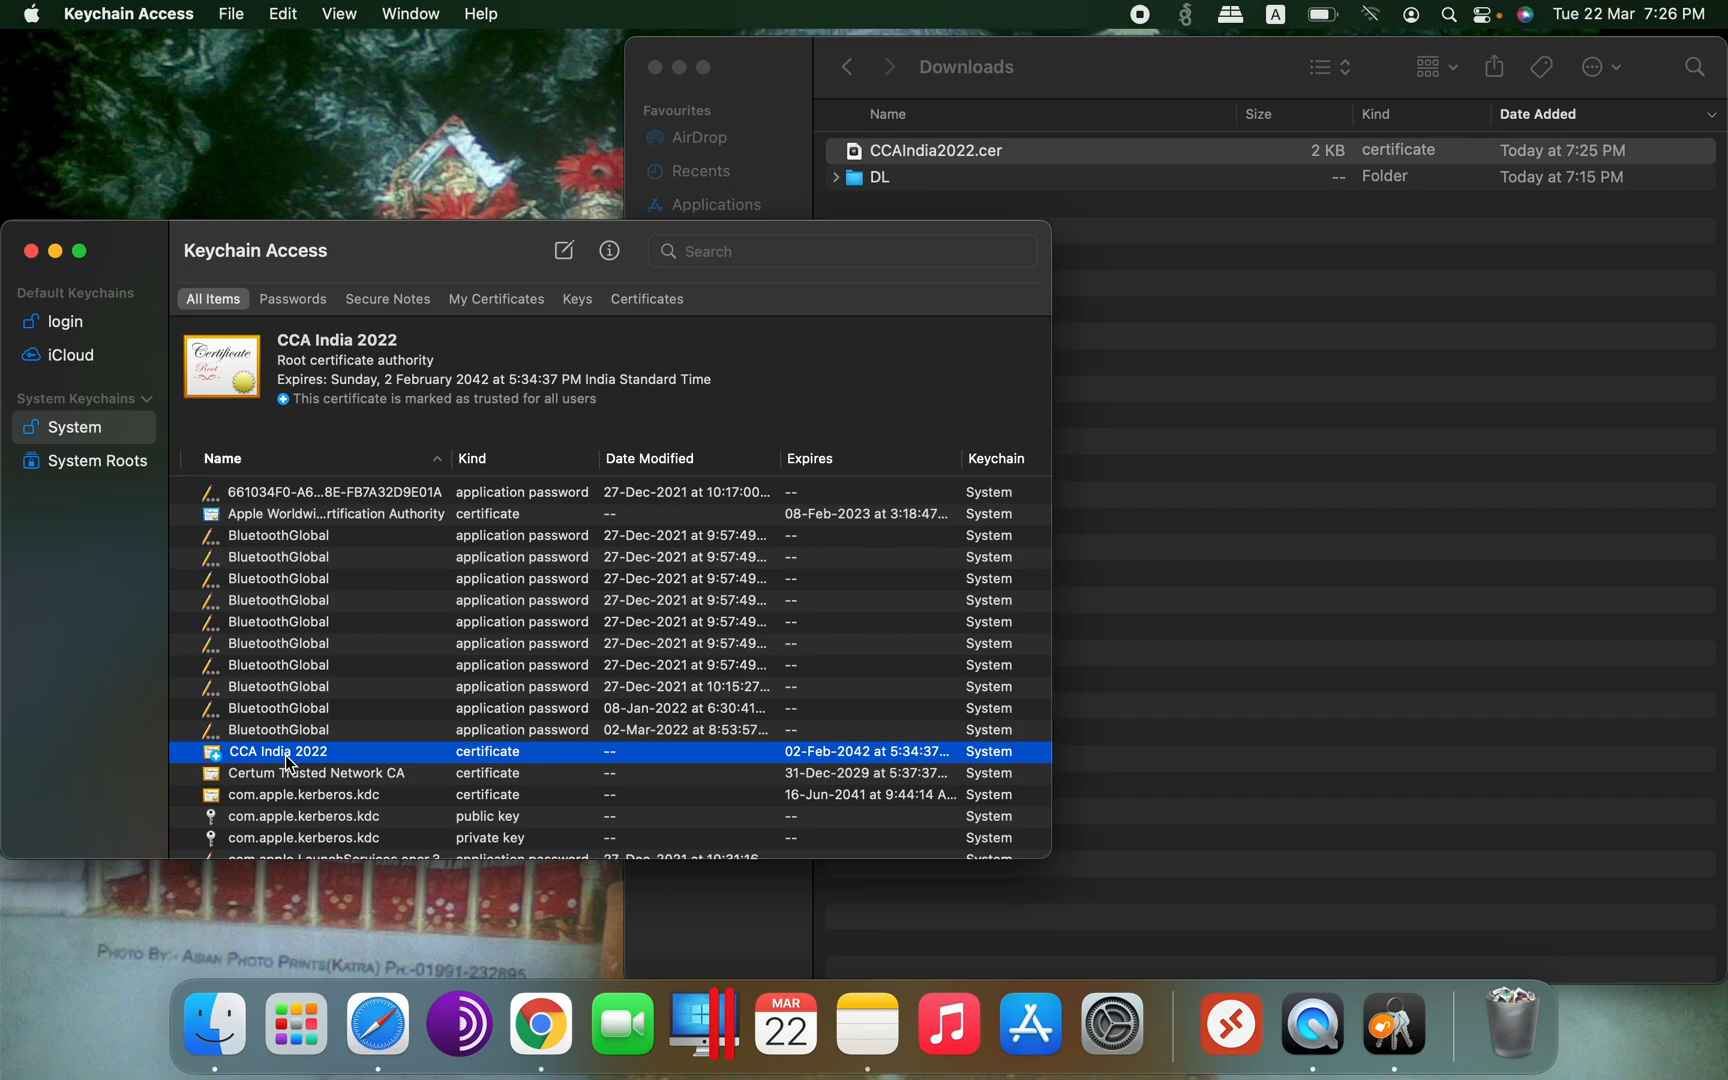 Keychain Access File Edit View Window Help A Tue 22 Mar 7:26 PM
Downloads
Favourites
AirDrop
Recents
Applications
Name Size Kind Date Added
CCAIndia2022.cer 2 KB certificate Today at 7:25 PM
DL -- Folder Today at 7:15 PM
Keychain Access Search
All Items Passwords Secure Notes My Certificates Keys Certificates
Default Keychains
login
iCloud
System Keychains
System
System Roots
Certificate
Root
CCA India 2022
Root certificate authority
Expires: Sunday, 2 February 2042 at 5:34:37 PM India Standard Time
This certificate is marked as trusted for all users
Name Kind Date Modified Expires Keychain
661034F0-A6...8E-FB7A32D9E01A application password 27-Dec-2021 at 10:17:00... -- System
Apple Worldwi...rtification Authority certificate -- 08-Feb-2023 at 3:18:47... System
BluetoothGlobal application password 27-Dec-2021 at 9:57:49... -- System
BluetoothGlobal application password 27-Dec-2021 at 9:57:49... -- System
BluetoothGlobal application password 27-Dec-2021 at 9:57:49... -- System
BluetoothGlobal application password 27-Dec-2021 at 9:57:49... -- System
BluetoothGlobal application password 27-Dec-2021 at 9:57:49... -- System
BluetoothGlobal application password 27-Dec-2021 at 9:57:49... -- System
BluetoothGlobal application password 27-Dec-2021 at 9:57:49... -- System
BluetoothGlobal application password 27-Dec-2021 at 10:15:27... -- System
BluetoothGlobal application password 08-Jan-2022 at 6:30:41... -- System
BluetoothGlobal application password 02-Mar-2022 at 8:53:57... -- System
CCA India 2022 certificate -- 02-Feb-2042 at 5:34:37... System
Certum Trusted Network CA certificate -- 31-Dec-2029 at 5:37:37... System
com.apple.kerberos.kdc certificate -- 16-Jun-2041 at 9:44:14 A... System
com.apple.kerberos.kdc public key -- -- System
com.apple.kerberos.kdc private key -- -- System
PHOTO BY:- ASIAN PHOTO PRINTS(KATRA) PH:-01991-232895
MAR
22